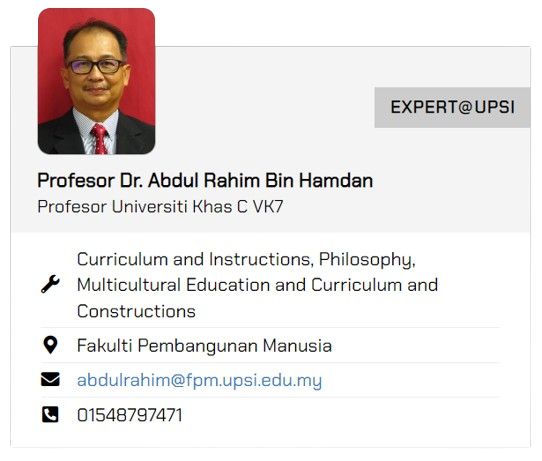 EXPERT@UPSI
Profesor Dr. Abdul Rahim Bin Hamdan
Profesor Universiti Khas C VK7
Curriculum and Instructions, Philosophy,
Multicultural Education and Curriculum and
Constructions
Fakulti Pembangunan Manusia
abdulrahim@fpm.upsi.edu.my
01548797471